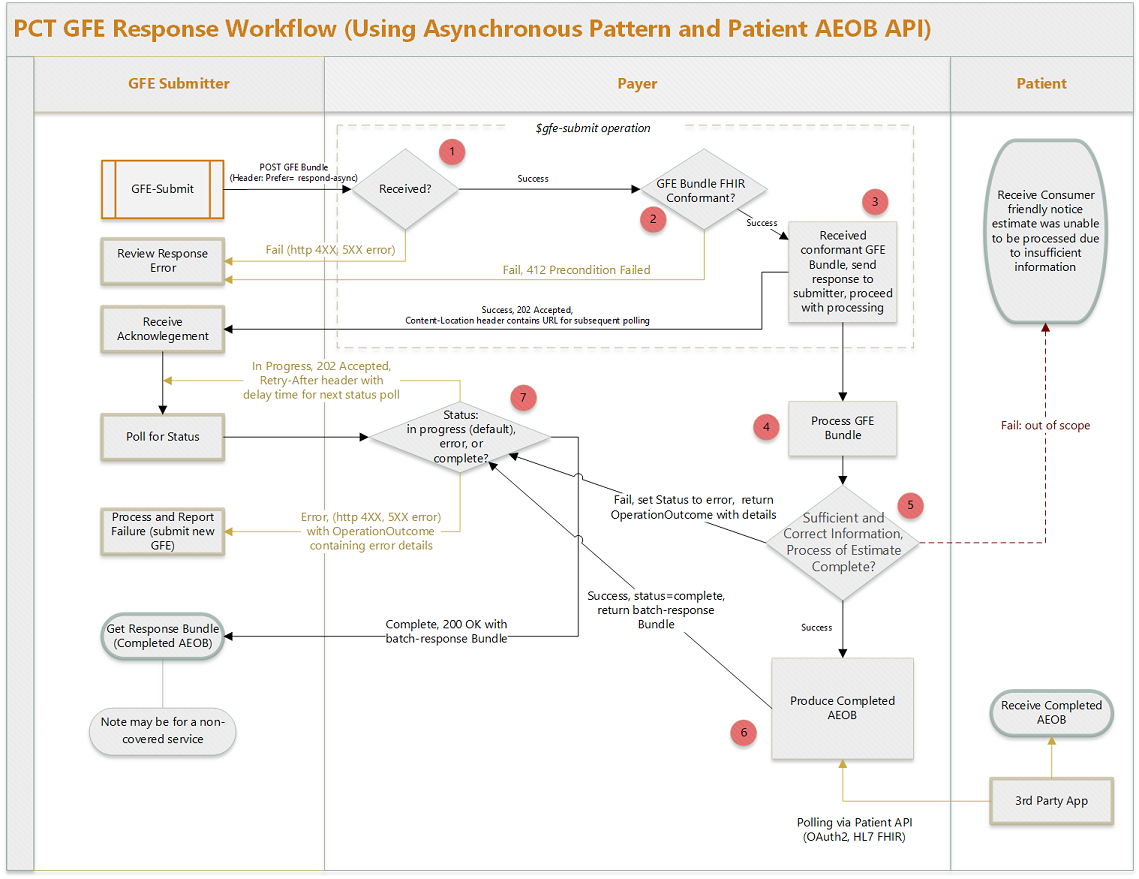 PCT GFE Response Workflow (Using Asynchronous Pattern and Patient AEOB API)
GFE Submitter
Payer
Patient
$gfe-submit operation
GFE-Submit
POST GFE Bundle
(Header: Prefer= respond-async)
Received?
1
Success
GFE Bundle FHIR
Conformant?
2
Success
3
Received
conformant GFE
Bundle, send
response to
submitter, proceed
with processing
Receive Consumer
friendly notice
estimate was unable
to be processed due
to insufficient
information
Review Response
Error
Fail (http 4XX, 5XX error)
Fail, 412 Precondition Failed
Receive
Acknowlegement
Success, 202 Accepted,
Content-Location header contains URL for subsequent polling
In Progress, 202 Accepted,
Retry-After header with
delay time for next status poll
Poll for Status
7
Status:
in progress (default),
error, or
complete?
4
Process GFE
Bundle
Fail: out of scope
Process and Report
Failure (submit new
GFE)
Error, (http 4XX, 5XX error)
with OperationOutcome
containing error details
Fail, set Status to error,  return
OperationOutcome with details
5
Sufficient and
Correct Information,
Process of Estimate
Complete?
Success, status=complete,
return batch-response
Bundle
Success
Get Response Bundle
(Completed AEOB)
Complete, 200 OK with
batch-response Bundle
Note may be for a non-
covered service
6
Produce Completed
AEOB
Receive Completed
AEOB
3rd Party App
Polling via Patient API
(OAuth2, HL7 FHIR)